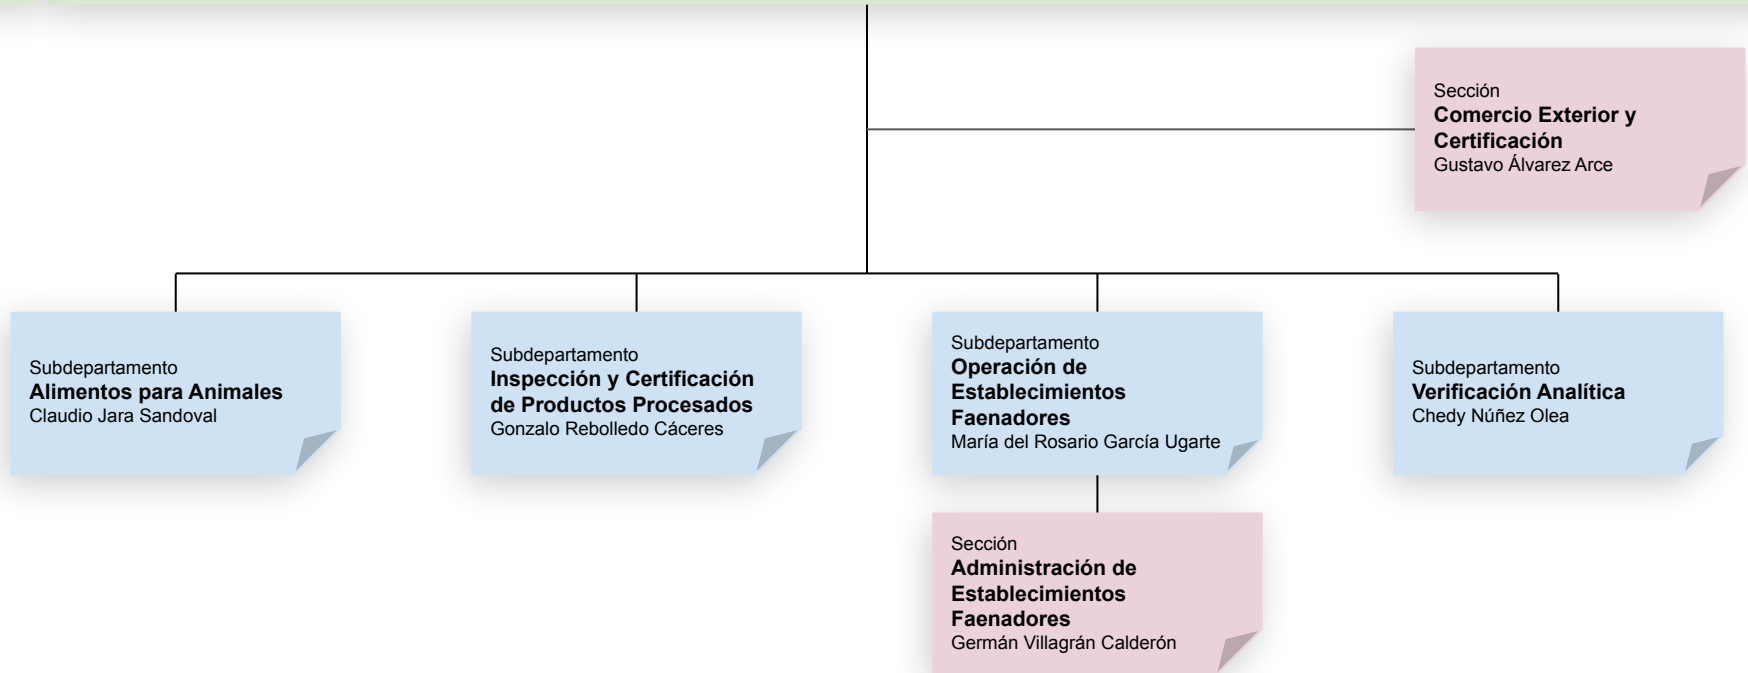 Sección
Comercio Exterior y
Certificación
Gustavo Álvarez Arce
Subdepartamento
Alimentos para Animales
Claudio Jara Sandoval
Subdepartamento
Inspección y Certificación
de Productos Procesados
Gonzalo Rebolledo Cáceres
Subdepartamento
Operación de
Establecimientos
Faenadores
María del Rosario García Ugarte
Subdepartamento
Verificación Analítica
Chedy Núñez Olea
Sección
Administración de
Establecimientos
Faenadores
Germán Villagrán Calderón